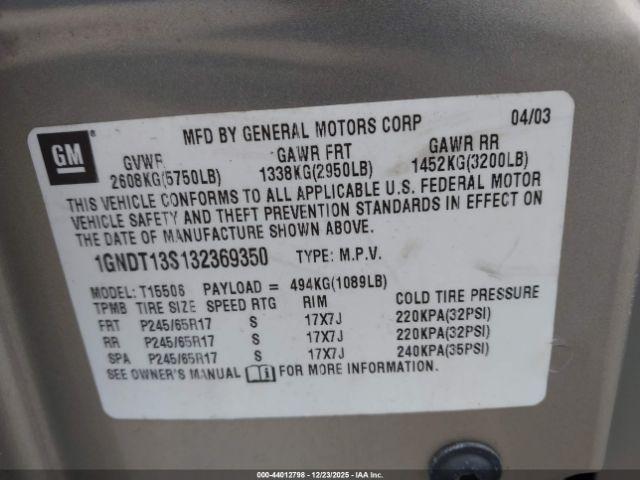 GM
MFD BY GENERAL MOTORS CORP 04/03
GVWR GAWR FRT GAWR RR
2608KG(5750LB) 1338KG(2950LB) 1452KG(3200LB)
THIS VEHICLE CONFORMS TO ALL APPLICABLE U.S. FEDERAL MOTOR
VEHICLE SAFETY AND THEFT PREVENTION STANDARDS IN EFFECT ON
THE DATE OF MANUFACTURE SHOWN ABOVE.
1GNDT13S132369350 TYPE: M.P.V.
MODEL: T15506 PAYLOAD = 494KG(1089LB)
TPMB TIRE SIZE SPEED RTG RIM COLD TIRE PRESSURE
FRT P245/65R17 S 17X7J 220KPA(32PSI)
RR P245/65R17 S 17X7J 220KPA(32PSI)
SPA P245/65R17 S 17X7J 240KPA(35PSI)
SEE OWNER'S MANUAL i FOR MORE INFORMATION.
000-44012798 - 12/23/2025 - IAAI.COM